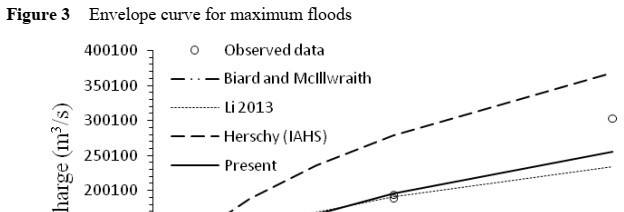 Figure 3 Envelope curve for maximum floods
400100
350100
300100
250100
200100
harge (m³/s)
Observed data
Biard and McIllwraith
Li 2013
Herschy (IAHS)
Present